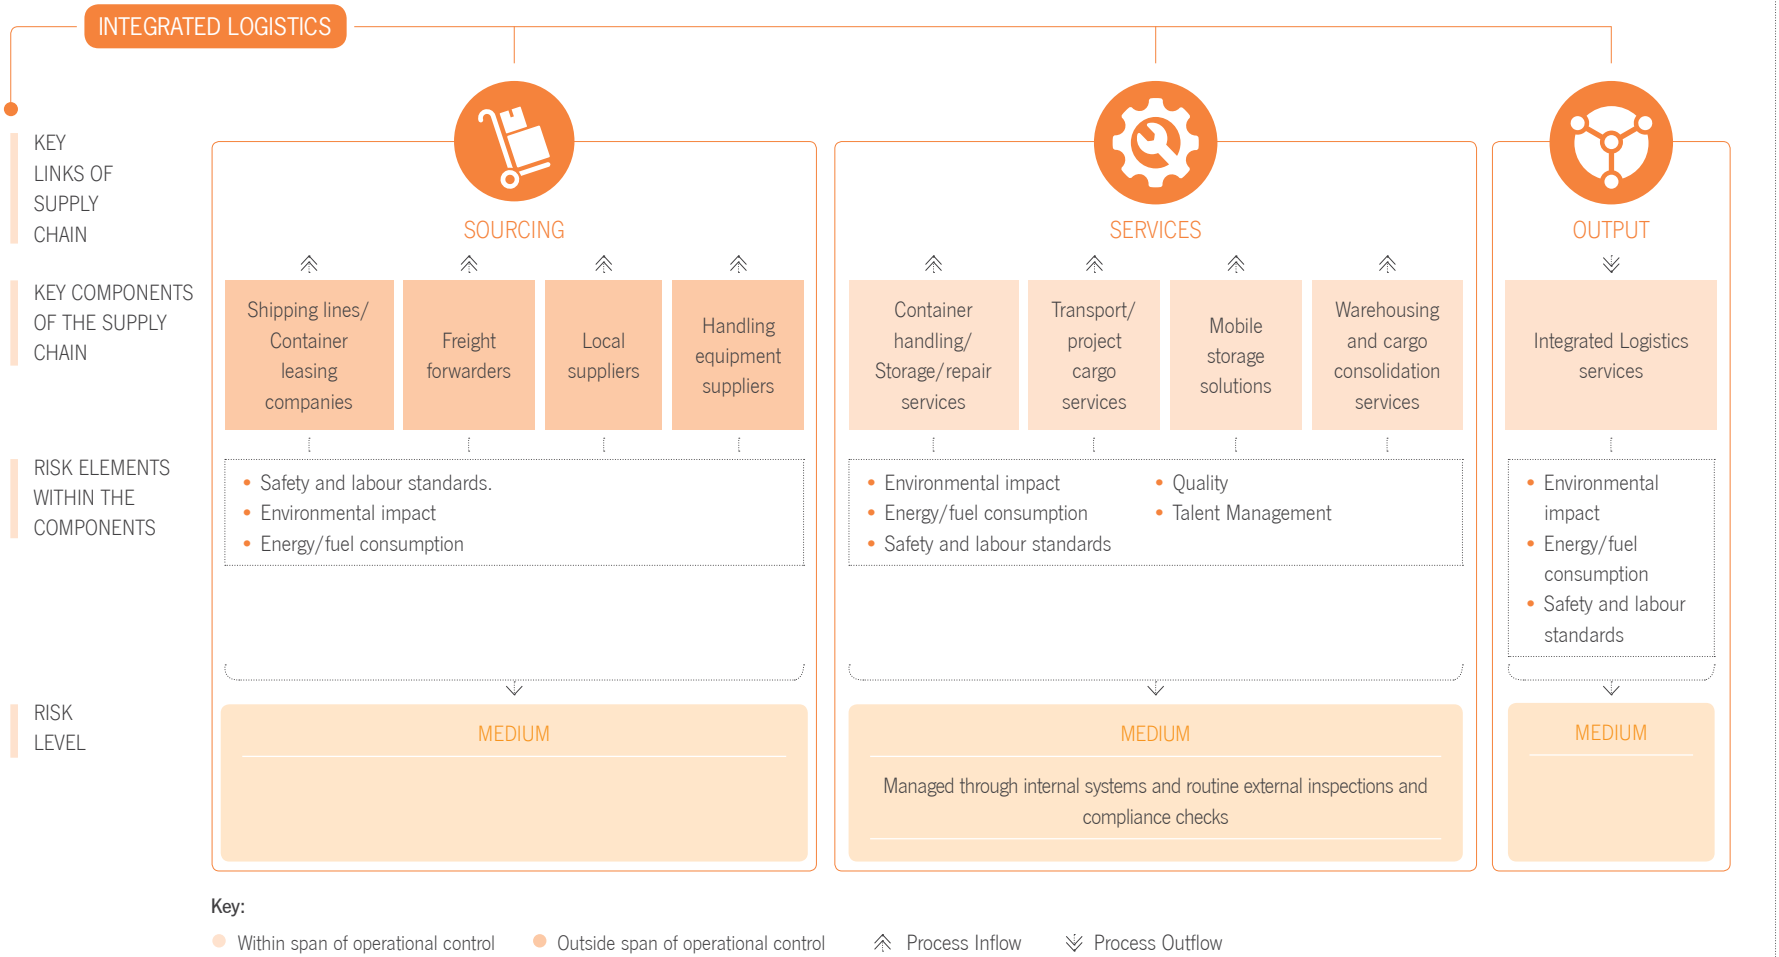 INTEGRATED LOGISTICS
KEY
LINKS OF
SUPPLY
CHAIN
SOURCING
SERVICES
OUTPUT
KEY COMPONENTS
OF THE SUPPLY
CHAIN
Shipping lines/
Container
leasing
companies
Freight
forwarders
Local
suppliers
Handling
equipment
suppliers
Container
handling/
Storage/repair
services
Transport/
project
cargo
services
Mobile
storage
solutions
Warehousing
and cargo
consolidation
services
Integrated Logistics
services
RISK ELEMENTS
WITHIN THE
COMPONENTS
• Safety and labour standards.
• Environmental impact
• Energy/fuel consumption
• Environmental impact
• Energy/fuel consumption
• Safety and labour standards
• Quality
• Talent Management
• Environmental
impact
• Energy/fuel
consumption
• Safety and labour
standards
RISK
LEVEL
MEDIUM
MEDIUM
Managed through internal systems and routine external inspections and
compliance checks
MEDIUM
Key:
Within span of operational control
Outside span of operational control
Process Inflow
Process Outflow